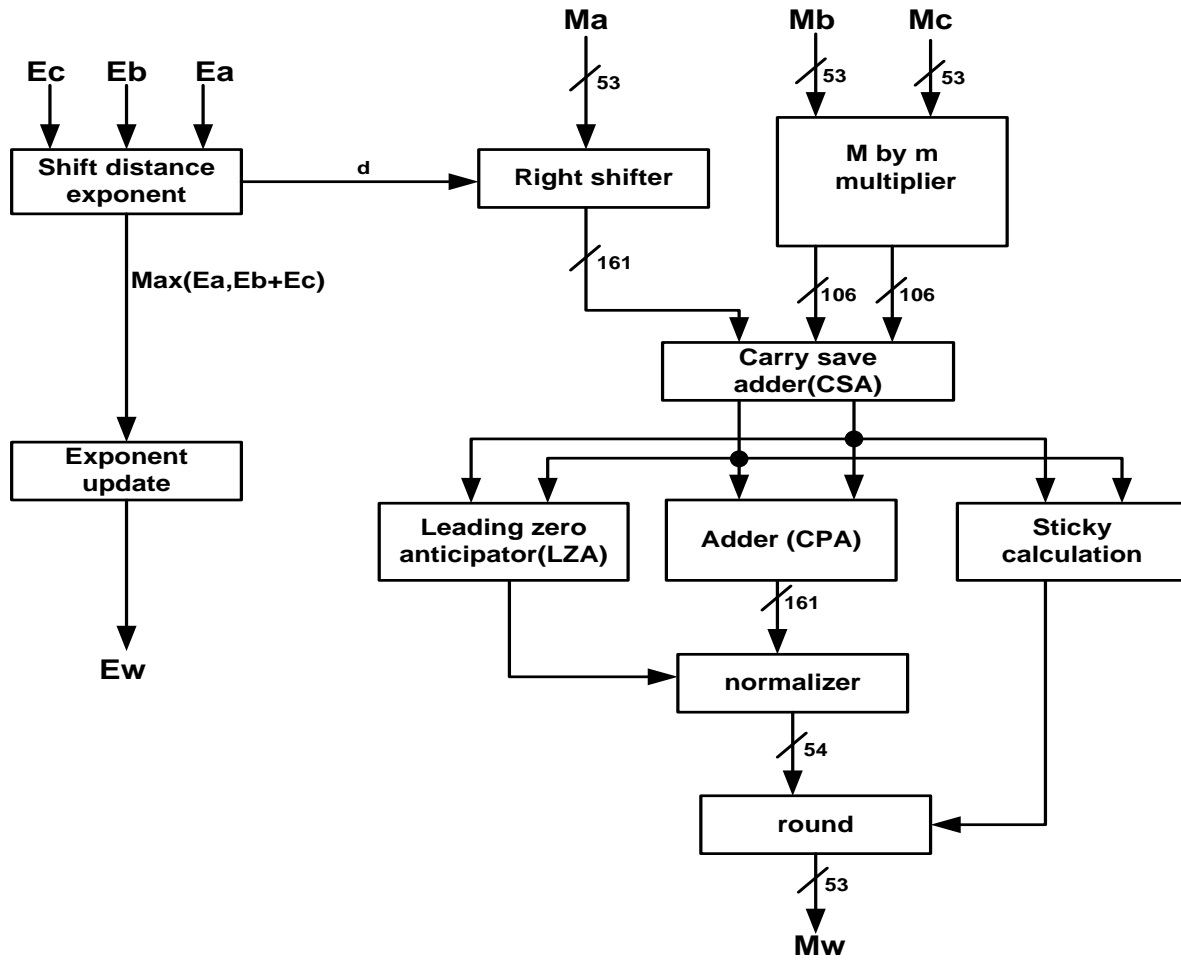 Ma
Mb
Mc
Ec
Eb
Ea
53
53
53
Shift distance
exponent
d
Right shifter
M by m
multiplier
161
Max(Ea,Eb+Ec)
106
106
Carry save
adder(CSA)
Exponent
update
Leading zero
anticipator(LZA)
Adder (CPA)
Sticky
calculation
161
Ew
normalizer
54
round
53
Mw